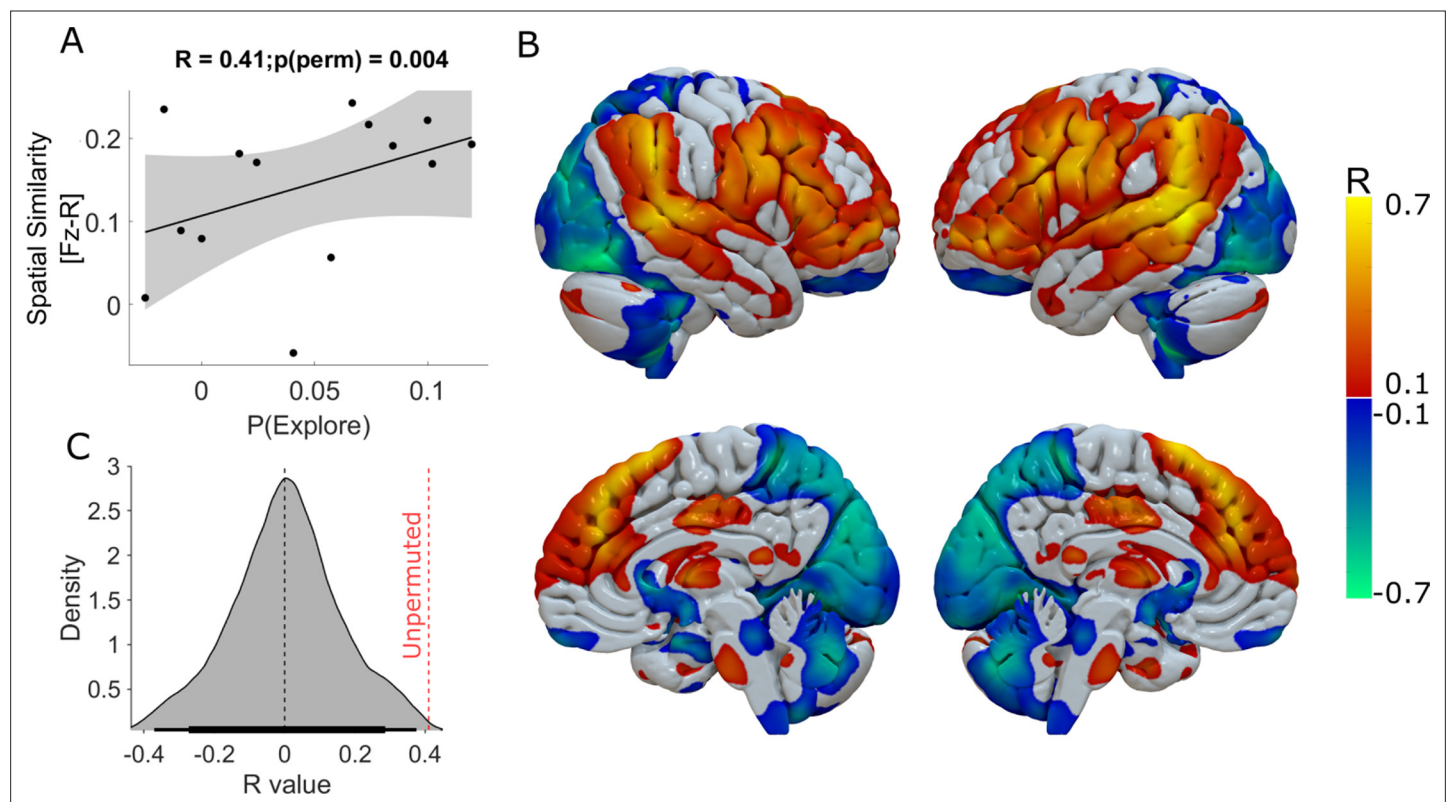 A
R = 0.41;p(perm) = 0.004
Spatial Similarity
[Fz-R]
0.2
0.1
0
0
0.05
0.1
P(Explore)
B
R
0.7
0.1
-0.1
-0.7
C
Density
3
2.5
2
1.5
1
0.5
Unpermuted
-0.4
-0.2
0
0.2
0.4
R value